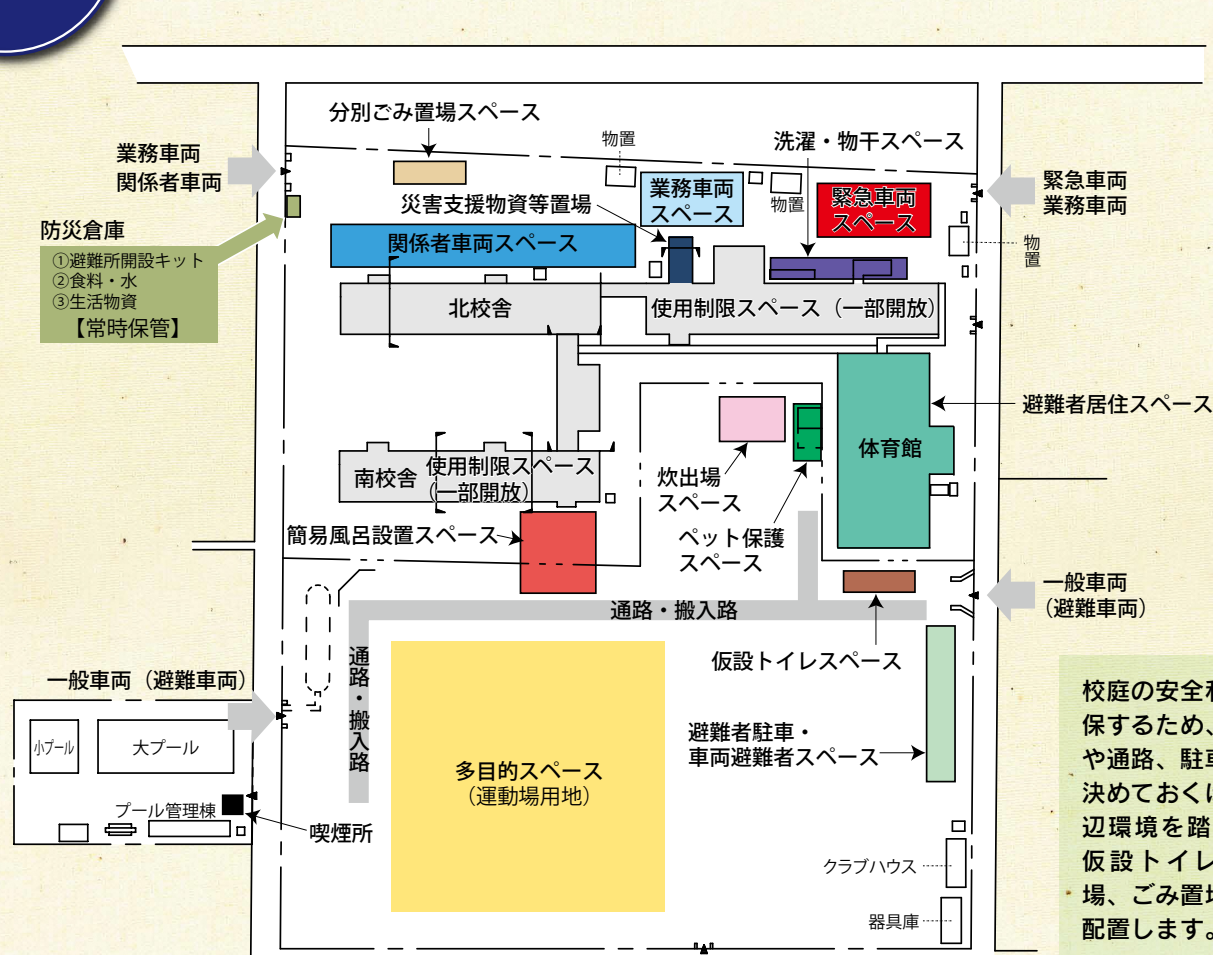 分別ごみ置場スペース
物置
洗濯・物干スペース
業務車両
関係者車両
業務車両
スペース
物置
緊急車両
スペース
緊急車両
業務車両
災害支援物資等置場
防災倉庫
①避難所開設キット
②食料・水
③生活物資
【常時保管】
関係者車両スペース
物置
北校舎
使用制限スペース（一部開放）
避難者居住スペース
体育館
南校舎
使用制限スペース
（一部開放）
炊出場
スペース
ペット保護
スペース
簡易風呂設置スペース
一般車両
（避難車両）
通路・搬入路
仮設トイレスペース
一般車両（避難車両）
通路・搬入路
小プール
大プール
避難者駐車・
車両避難者スペース
多目的スペース
（運動場用地）
プール管理棟
喫煙所
クラブハウス
器具庫
校庭の安全
保するため、
や通路、駐
決めておく
辺環境を踏
仮設トイレ
場、ごみ置
配置します。